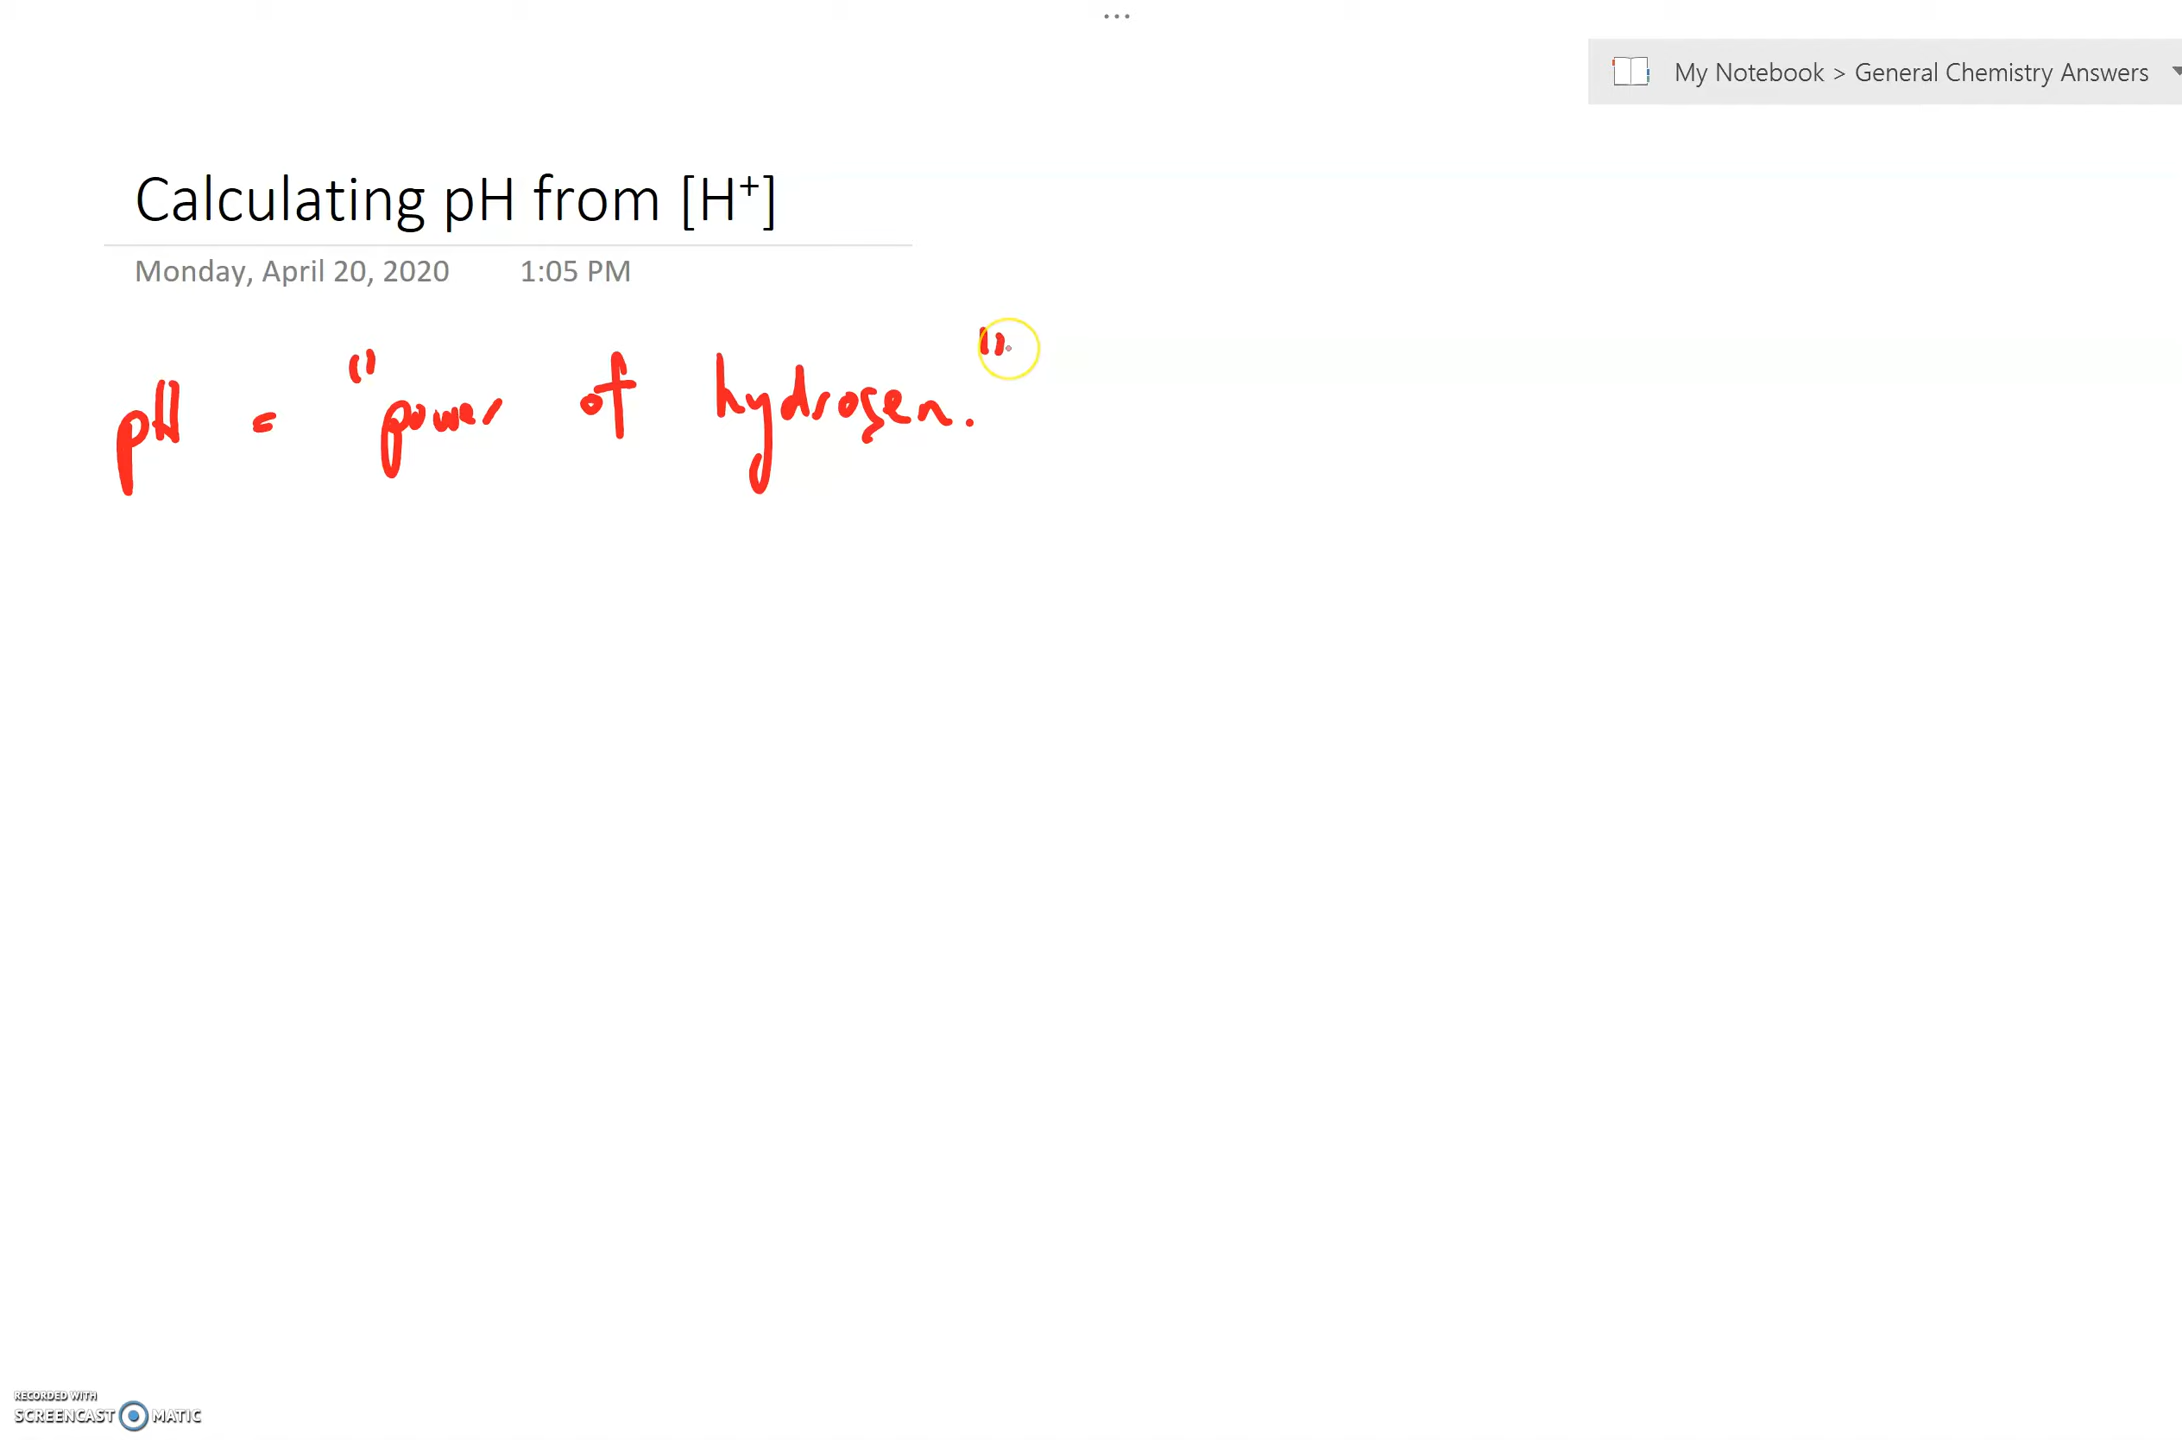 ...
My Notebook > General Chemistry Answers
Calculating pH from [H⁺]
Monday, April 20, 2020 1:05 PM
pH = "power of hydrogen."
RECORDED WITH
SCREENCAST MATIC